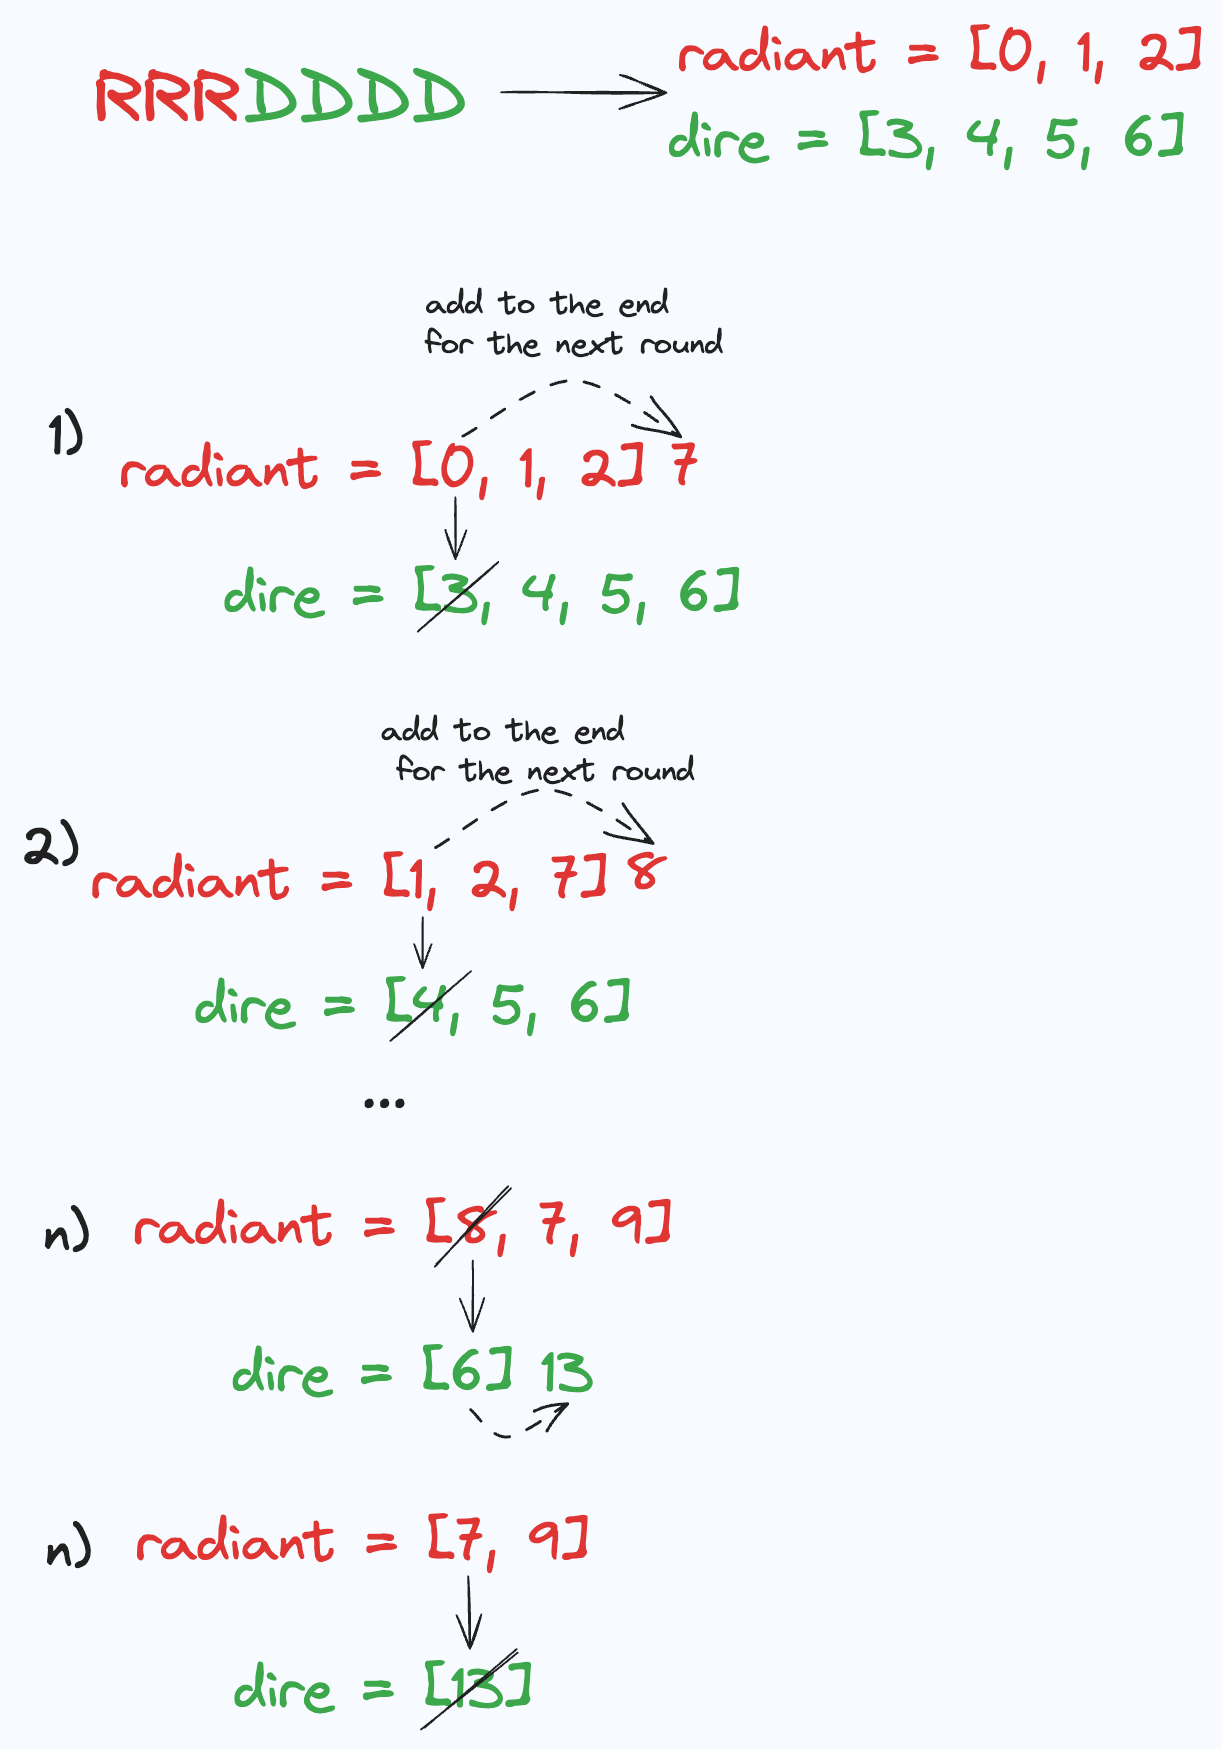 RRRDDDD
radiant = [0, 1, 2]
dire = [3, 4, 5, 6]
add to the end
for the next round
1)
radiant = [0, 1, 2] 7
dire = [3, 4, 5, 6]
add to the end
for the next round
2)
radiant = [1, 2, 7] 8
dire = [4, 5, 6]
...
n) radiant = [8, 7, 9]
dire = [6] 13
n) radiant = [7, 9]
dire = [13]